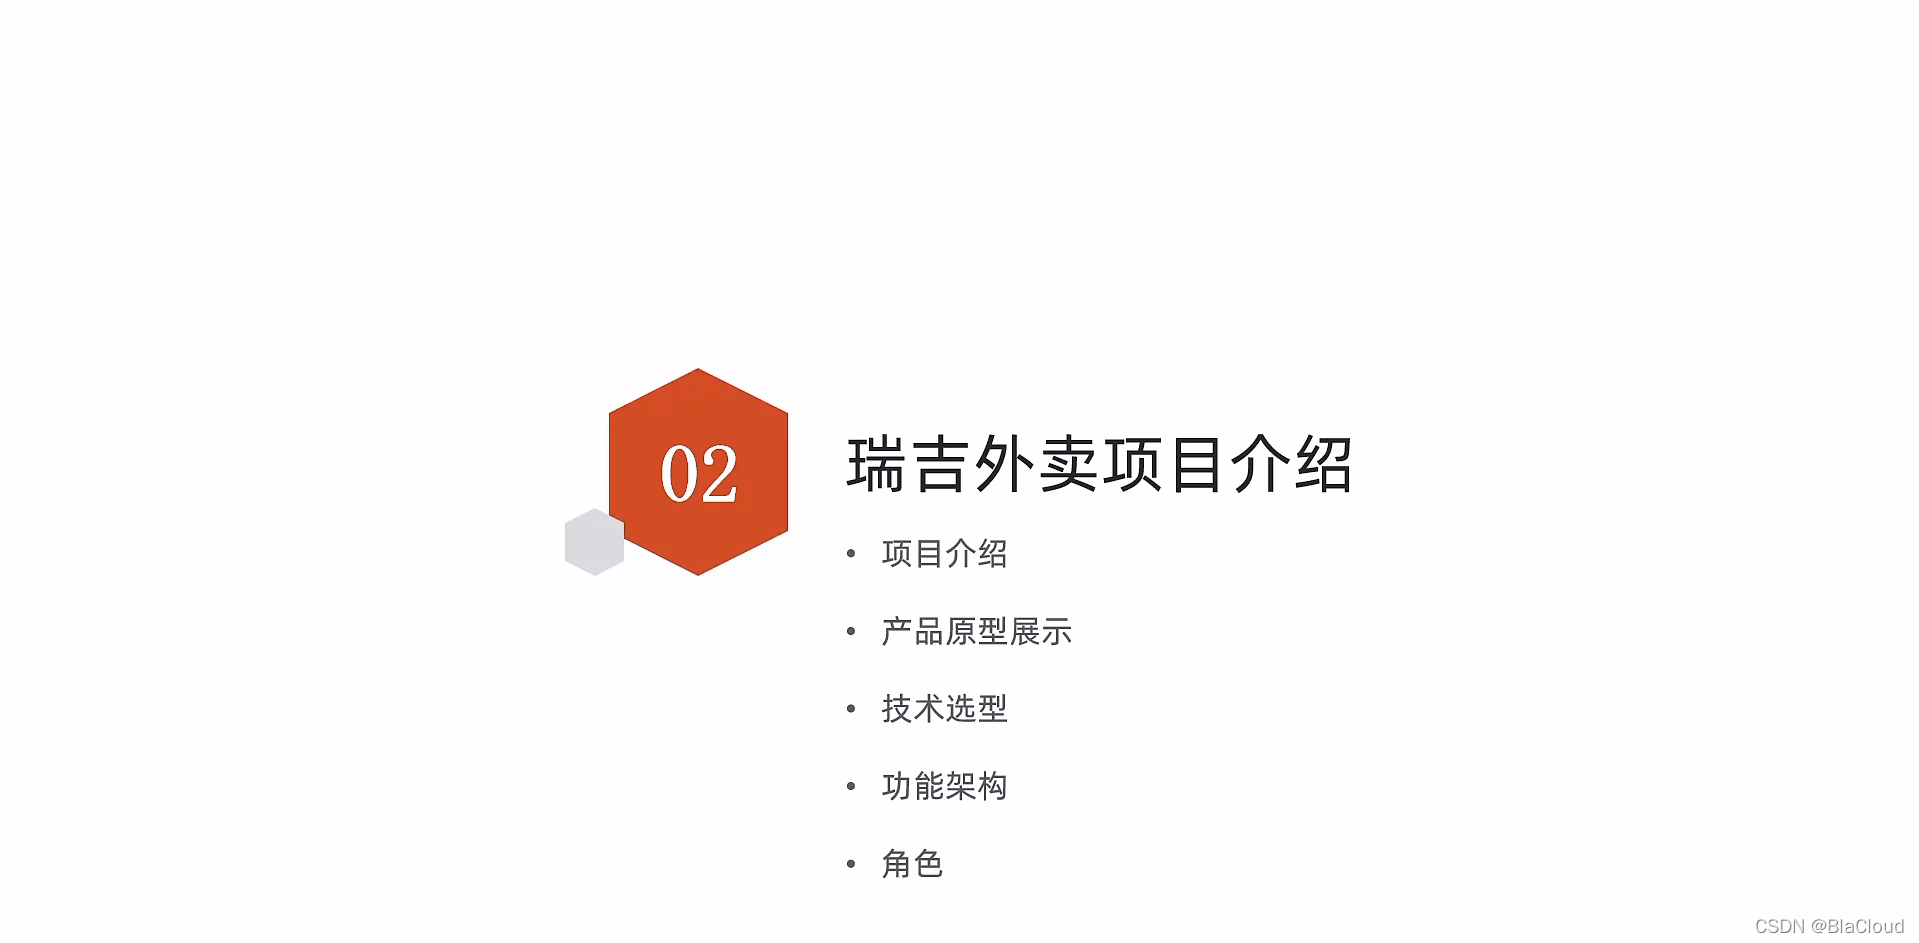 02
瑞吉外卖项目介绍
• 项目介绍
• 产品原型展示
• 技术选型
• 功能架构
• 角色
CSDN @BlaCloud